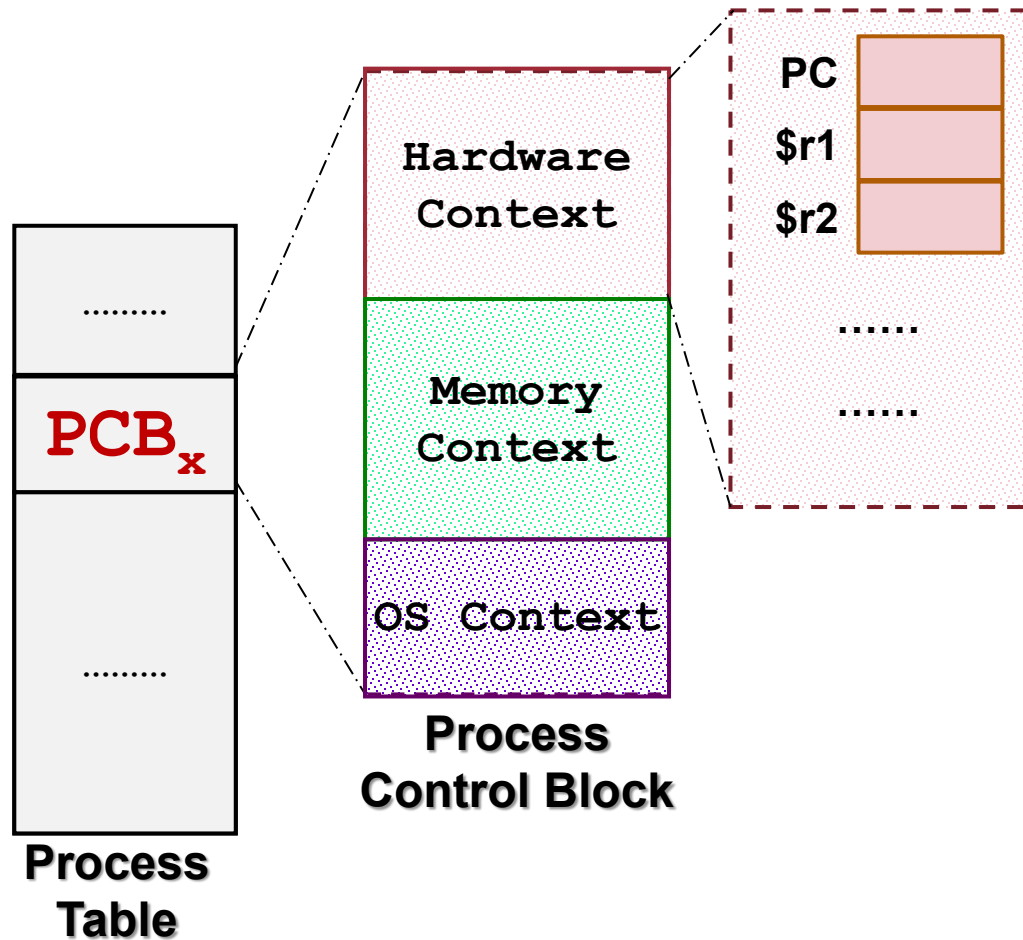 .........
PCBx
.........
Process
Table
Hardware
Context
Memory
Context
OS Context
Process
Control Block
PC
$r1
$r2
......
......